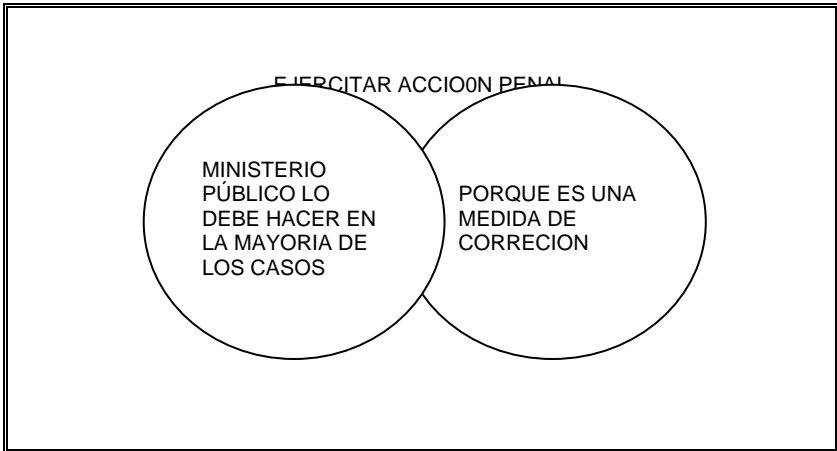 EJERCITAR ACCIO0N PENAL
MINISTERIO
PÚBLICO LO
DEBE HACER EN
LA MAYORIA DE
LOS CASOS
PORQUE ES UNA
MEDIDA DE
CORRECION